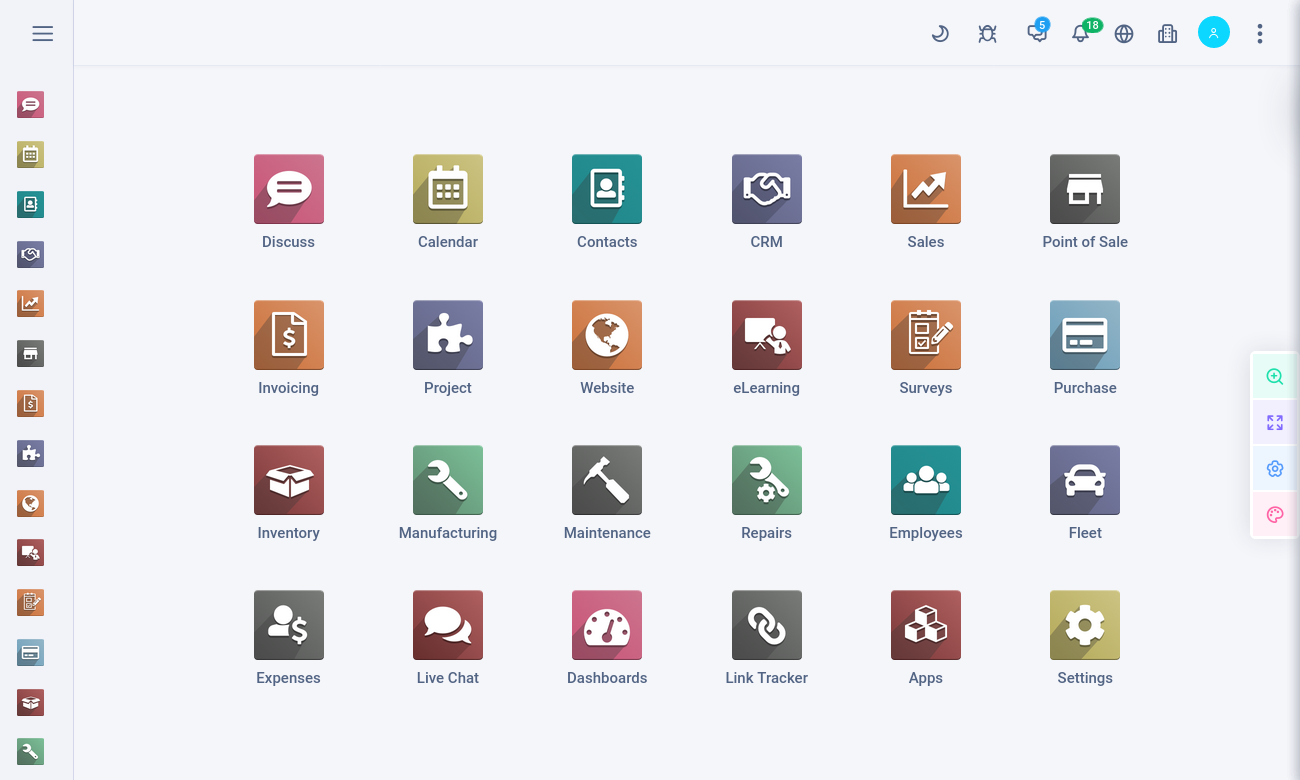 5
18
Discuss
Calendar
Contacts
CRM
Sales
Point of Sale
Invoicing
Project
Website
eLearning
Surveys
Purchase
Inventory
Manufacturing
Maintenance
Repairs
Employees
Fleet
Expenses
Live Chat
Dashboards
Link Tracker
Apps
Settings